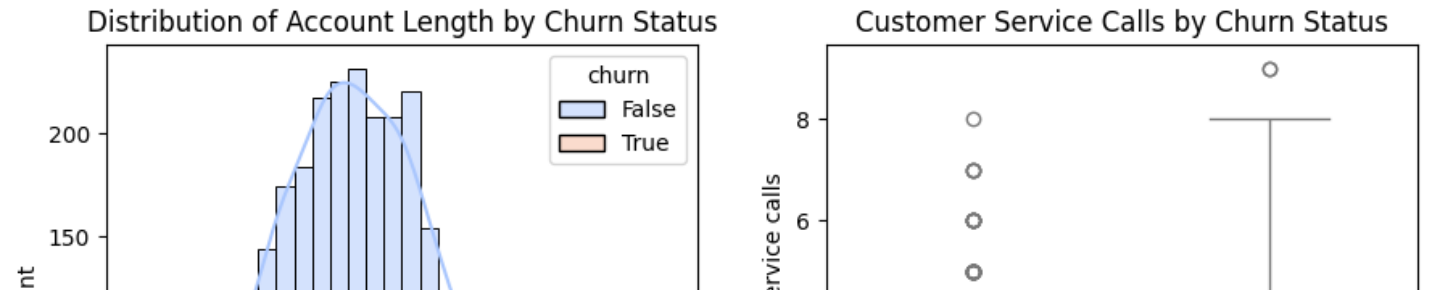 Distribution of Account Length by Churn Status
churn
False
True
200
150
Customer Service Calls by Churn Status
8
6
calls